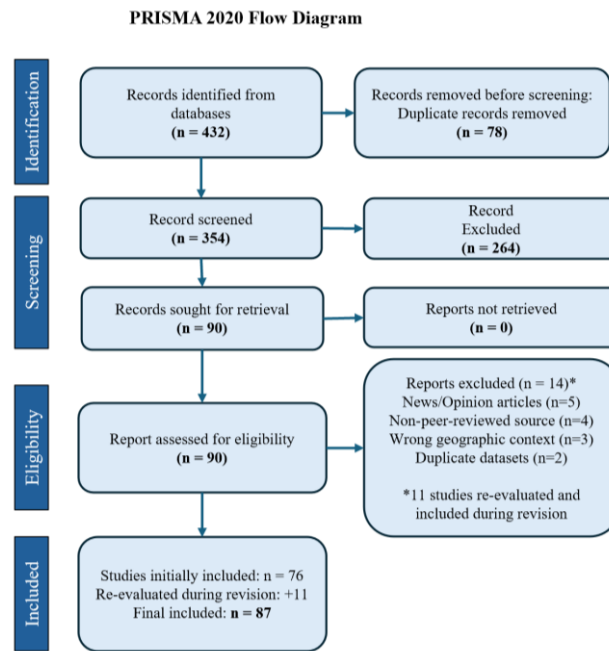 PRISMA 2020 Flow Diagram
Identification
Records identified from
databases
(n = 432)
Records removed before screening:
Duplicate records removed
(n = 78)
Screening
Record screened
(n = 354)
Record
Excluded
(n = 264)
Records sought for retrieval
(n = 90)
Reports not retrieved
(n = 0)
Eligibility
Report assessed for eligibility
(n = 90)
Reports excluded (n = 14)*
News/Opinion articles (n=5)
Non-peer-reviewed source (n=4)
Wrong geographic context (n=3)
Duplicate datasets (n=2)
*11 studies re-evaluated and
included during revision
Included
Studies initially included: n = 76
Re-evaluated during revision: +11
Final included: n = 87